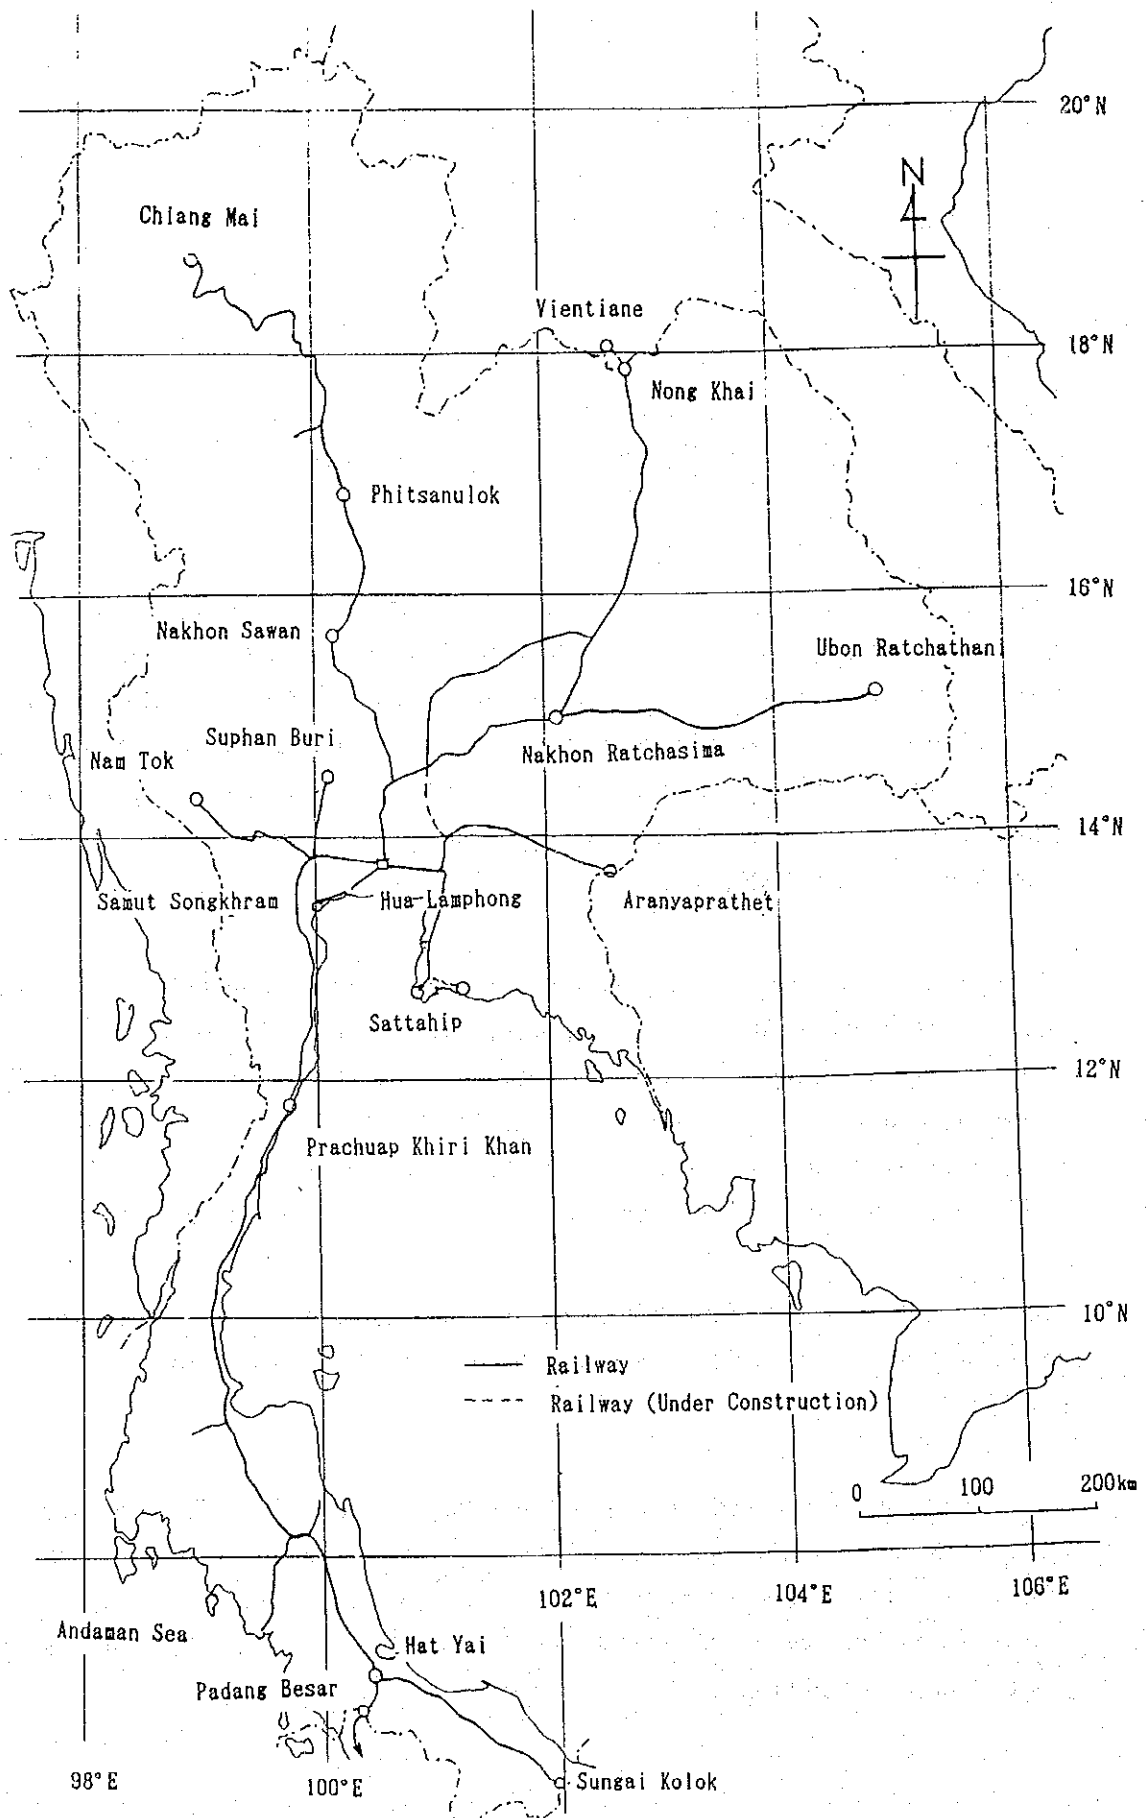 20°N
N
Chiang Mai
Vientiane
18°N
Nong Khai
Phitsanulok
16°N
Nakhon Sawan
Ubon Ratchathani
Suphan Buri
Nam Tok
Nakhon Ratchasima
14°N
Samut Songkhram
Hua-Lamphong
Aranyaprathet
Sattahip
12°N
Prachuap Khiri Khan
10°N
Railway
Railway (Under Construction)
0 100 200km
102°E 104°E 106°E
Andaman Sea
Hat Yai
Padang Besar
98°E 100°E
Sungai Kolok